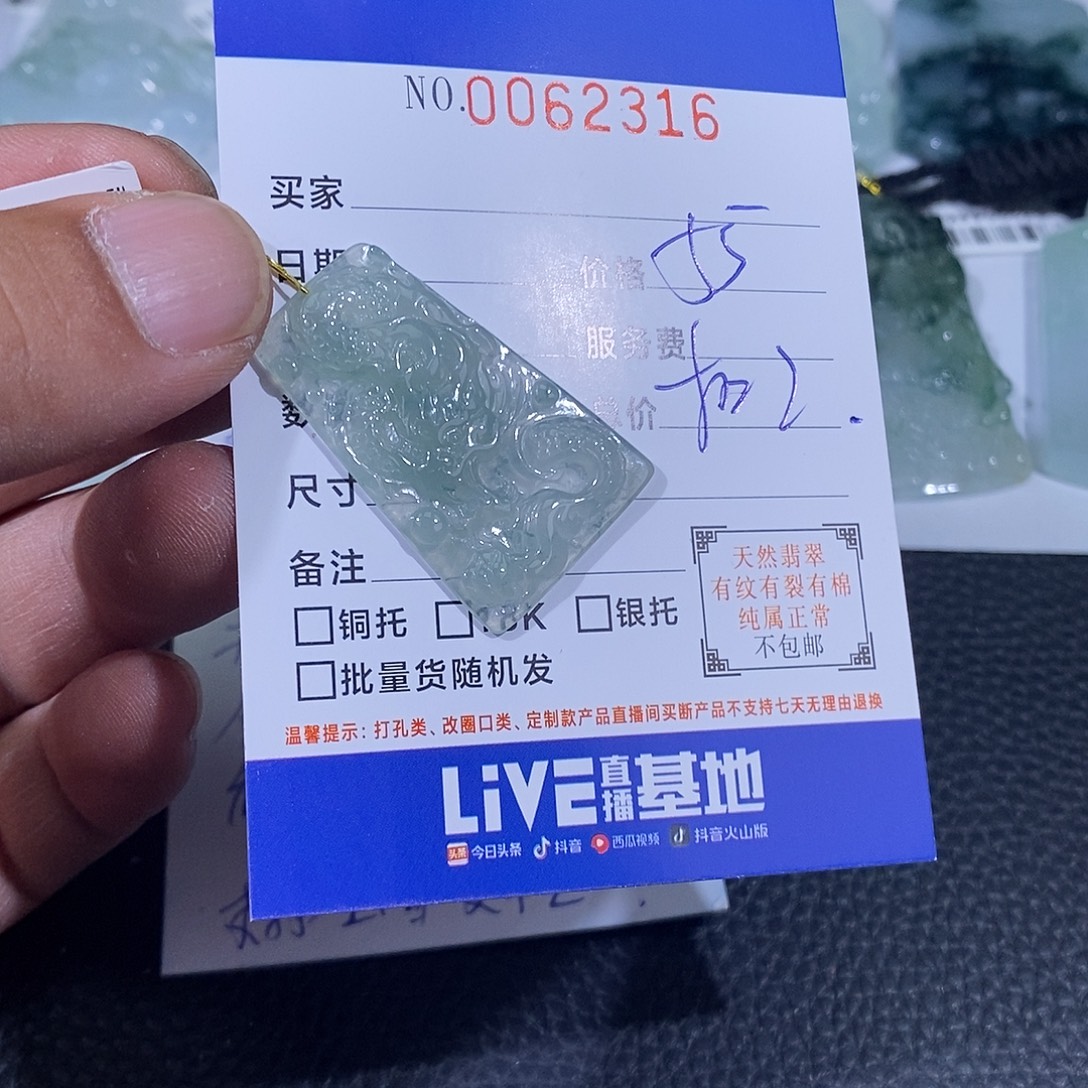 NO.0062316
买家
日期
价格
服务费
数
总价
尺寸
备注
铜托 18K 银托
批量货随机发
天然翡翠
有纹有裂有棉
纯属正常
不包邮
温馨提示：打孔类、改圈口类、定制款产品直播间买断产品不支持七天无理由退换
LiVE直播基地
头条 今日头条 抖音 西瓜视频 抖音火山版